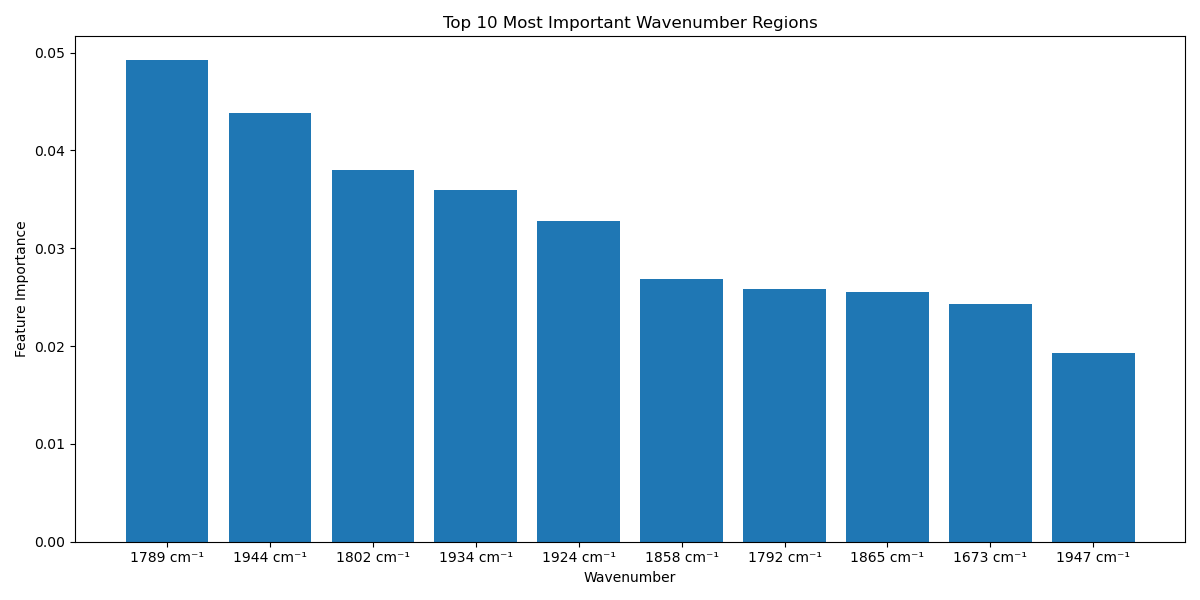 Top 10 Most Important Wavenumber Regions
0.05
0.04
0.03
0.02
0.01
0.00
Feature Importance
1789 cm⁻¹ 1944 cm⁻¹ 1802 cm⁻¹ 1934 cm⁻¹ 1924 cm⁻¹ 1858 cm⁻¹ 1792 cm⁻¹ 1865 cm⁻¹ 1673 cm⁻¹ 1947 cm⁻¹
Wavenumber